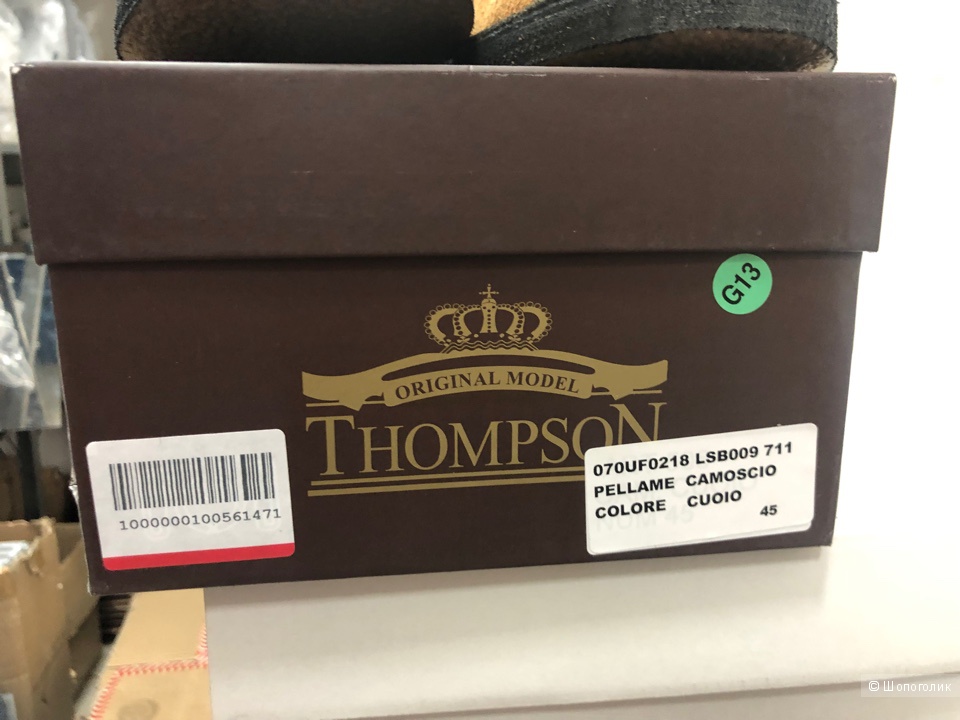 G13
ORIGINAL MODEL
THOMPSON
1000000100561471
070UF0218 LSB009 711
PELLAME CAMOSCIO
COLORE CUOIO
45
© Шопоголик